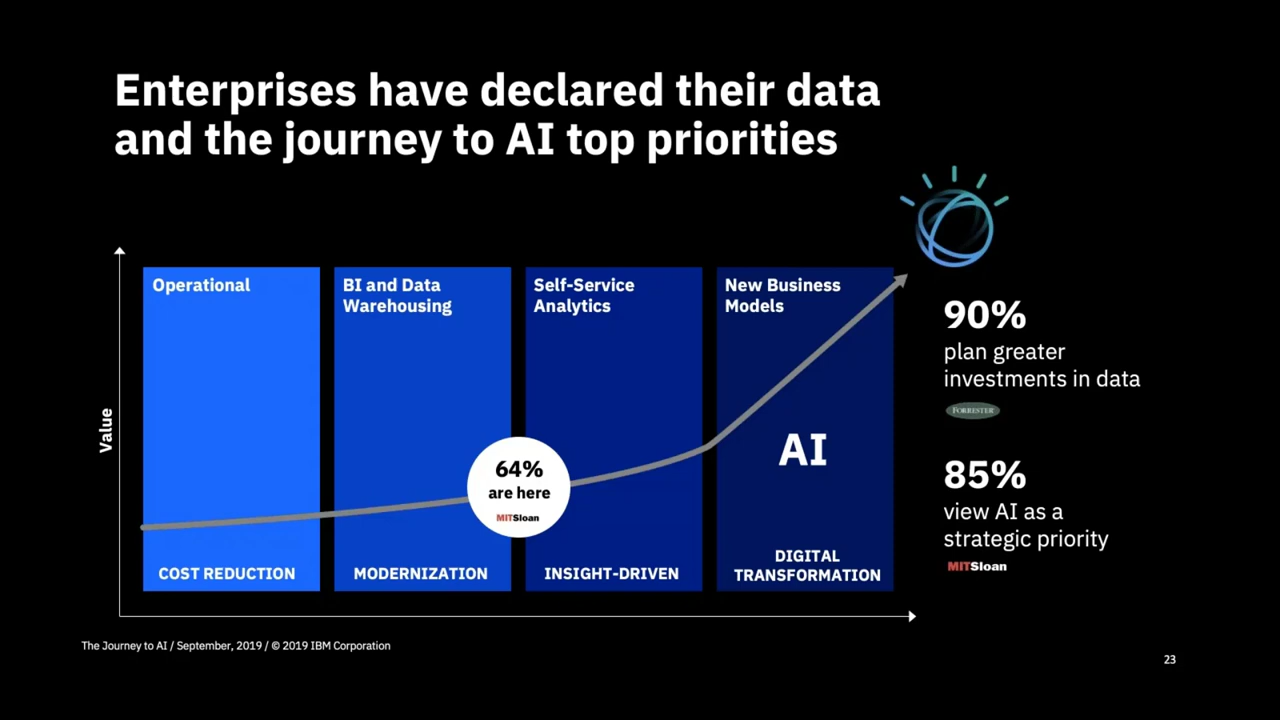 Enterprises have declared their data
and the journey to AI top priorities
Value
Operational
COST REDUCTION
BI and Data
Warehousing
MODERNIZATION
64%
are here
MITSloan
Self-Service
Analytics
INSIGHT-DRIVEN
New Business
Models
AI
DIGITAL
TRANSFORMATION
90%
plan greater
investments in data
FORRESTER
85%
view AI as a
strategic priority
MITSloan
The Journey to AI / September, 2019 / © 2019 IBM Corporation
23